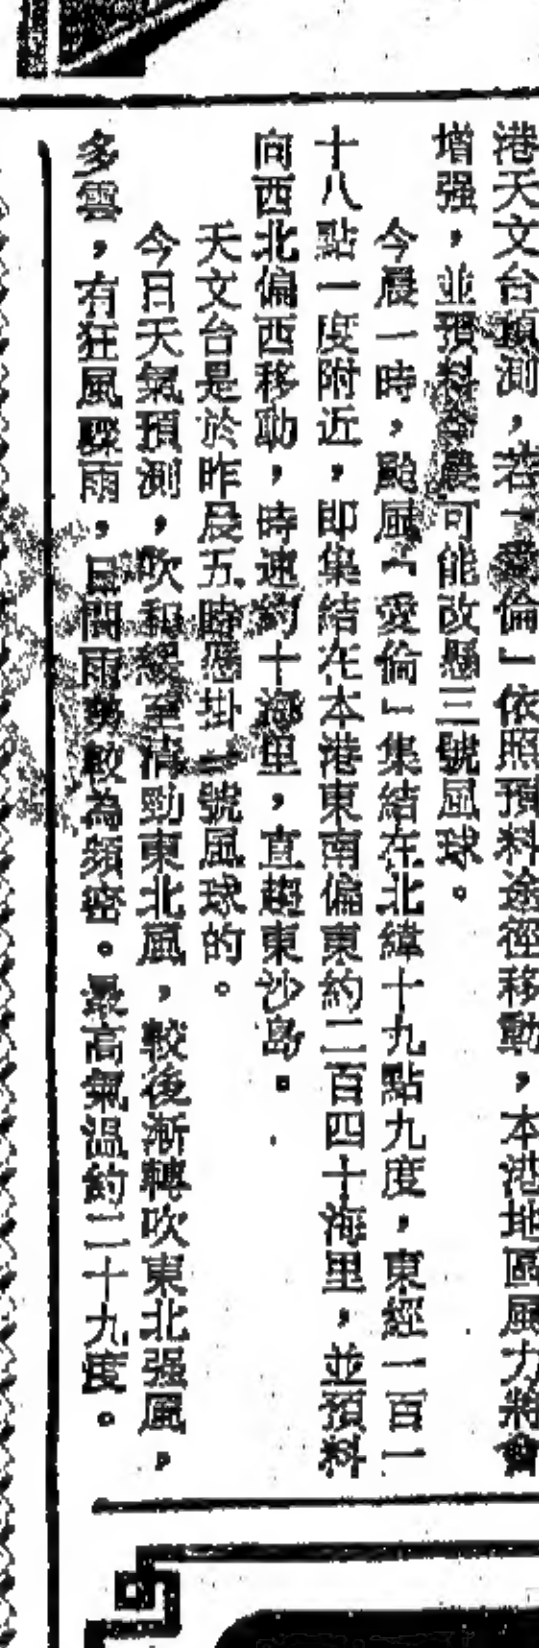 港天文台預測，若「愛倫」依照預料途徑移動，本港地區風力將會
增强，並預料今晨可能改懸三號風球。
今晨一時，颱風「愛倫」集結在北緯十九點九度，東經一百一
十八點一度附近，即集結在本港東南偏東約二百四十海里，並預料
向西北偏西移動，時速約十海里，直趨東沙島。
天文台是於昨晨五時懸掛一號風球的。
今日天氣預測，吹和緩至清勁東北風，較後漸轉吹東北强風，
多雲，有狂風驟雨，日間雨勢較為頻密。最高氣溫約二十九度。